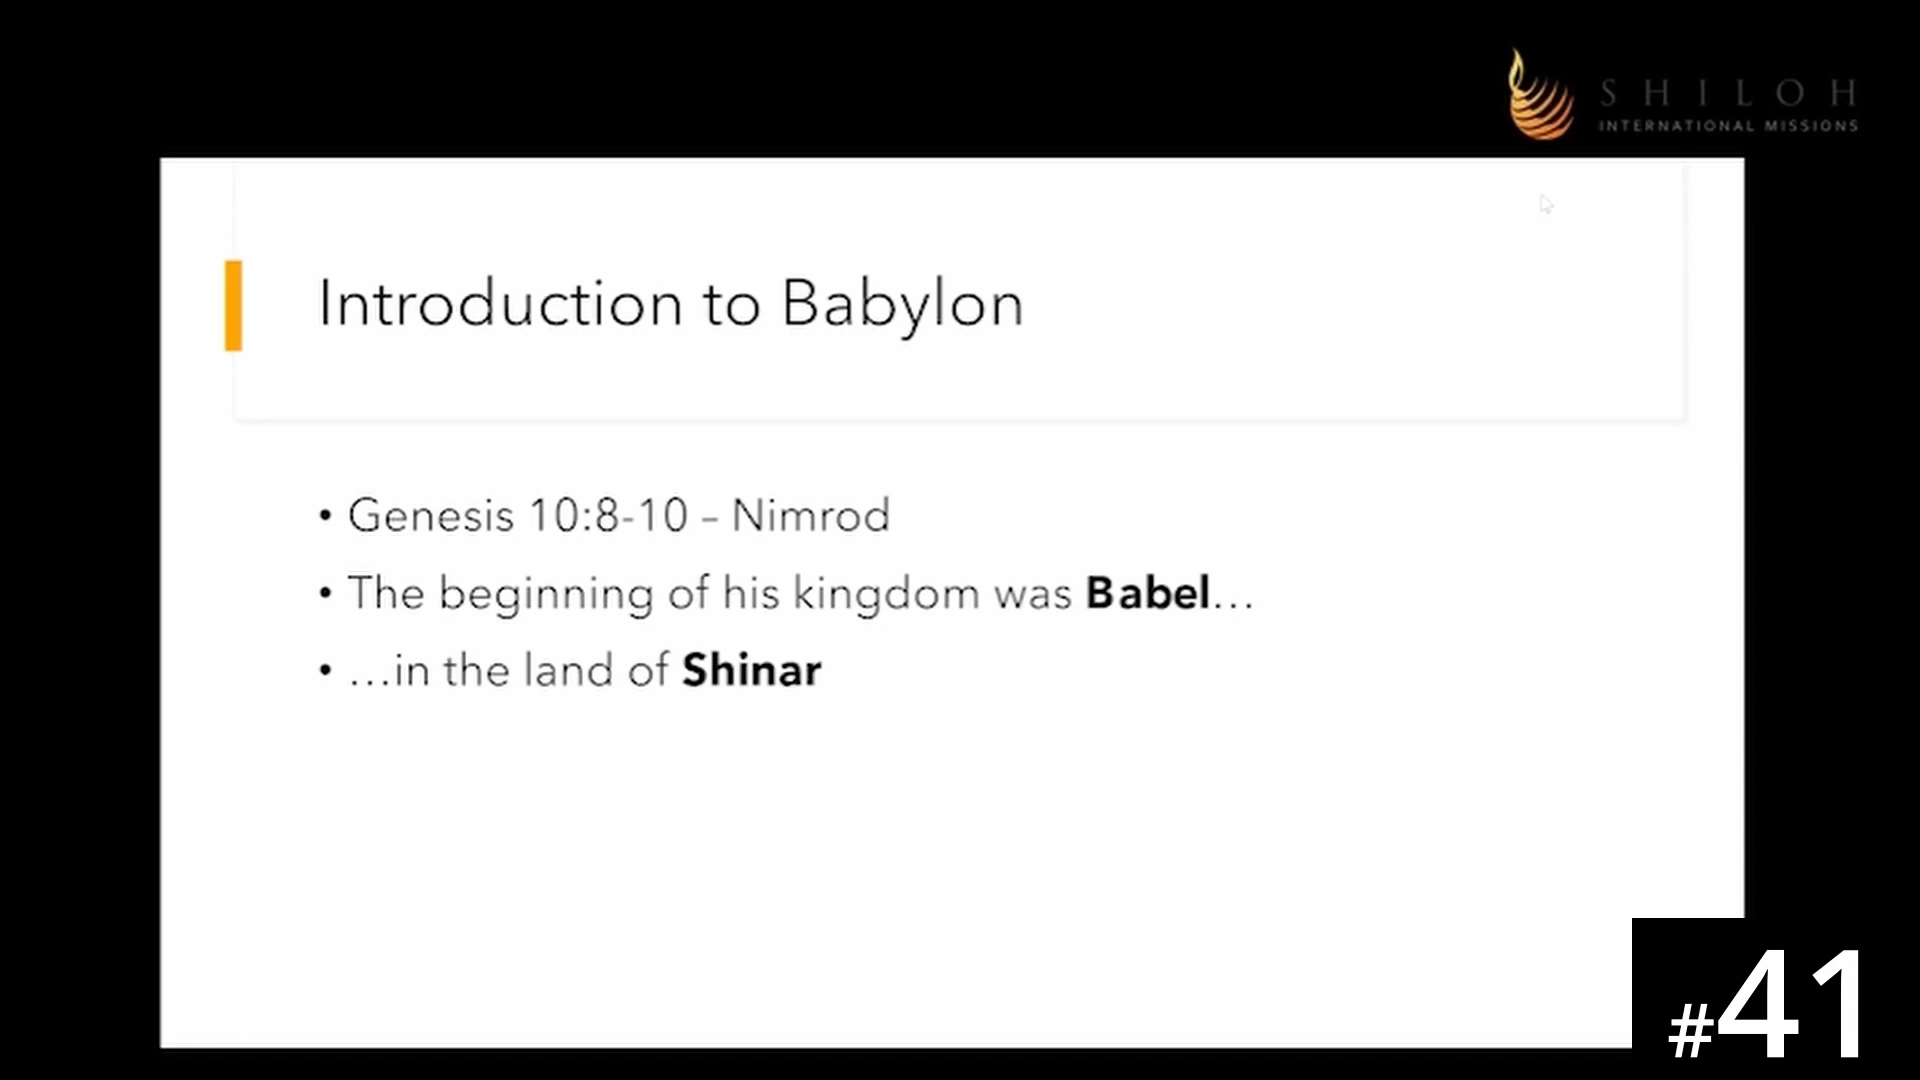 SHILOH
INTERNATIONAL MISSIONS
Introduction to Babylon
• Genesis 10:8-10 – Nimrod
• The beginning of his kingdom was Babel…
• …in the land of Shinar
#41